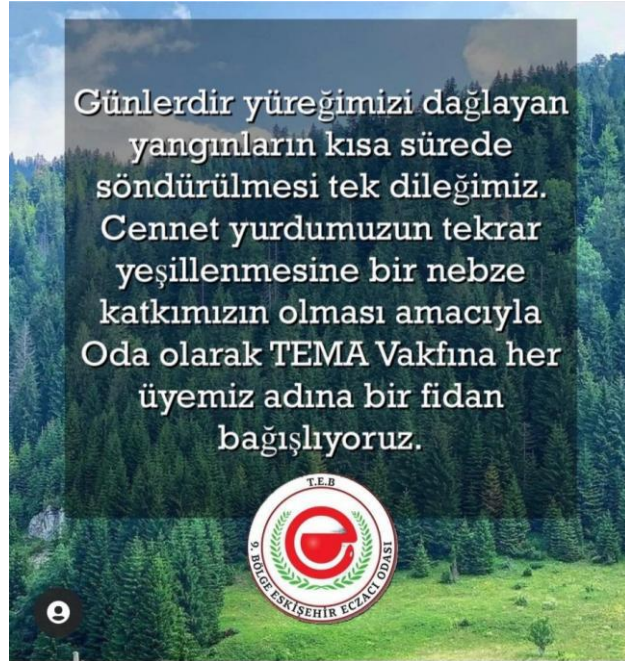 Günlerdir yüreğimizi dağlayan
yangınların kısa sürede
söndürülmesi tek dileğimiz.
Cennet yurdumuzun tekrar
yeşillenmesine bir nebze
katkımızın olması amacıyla
Oda olarak TEMA Vakfına her
üyemiz adına bir fidan
bağışlıyoruz.
T.E.B
9. BÖLGE ESKİŞEHİR ECZACI ODASI